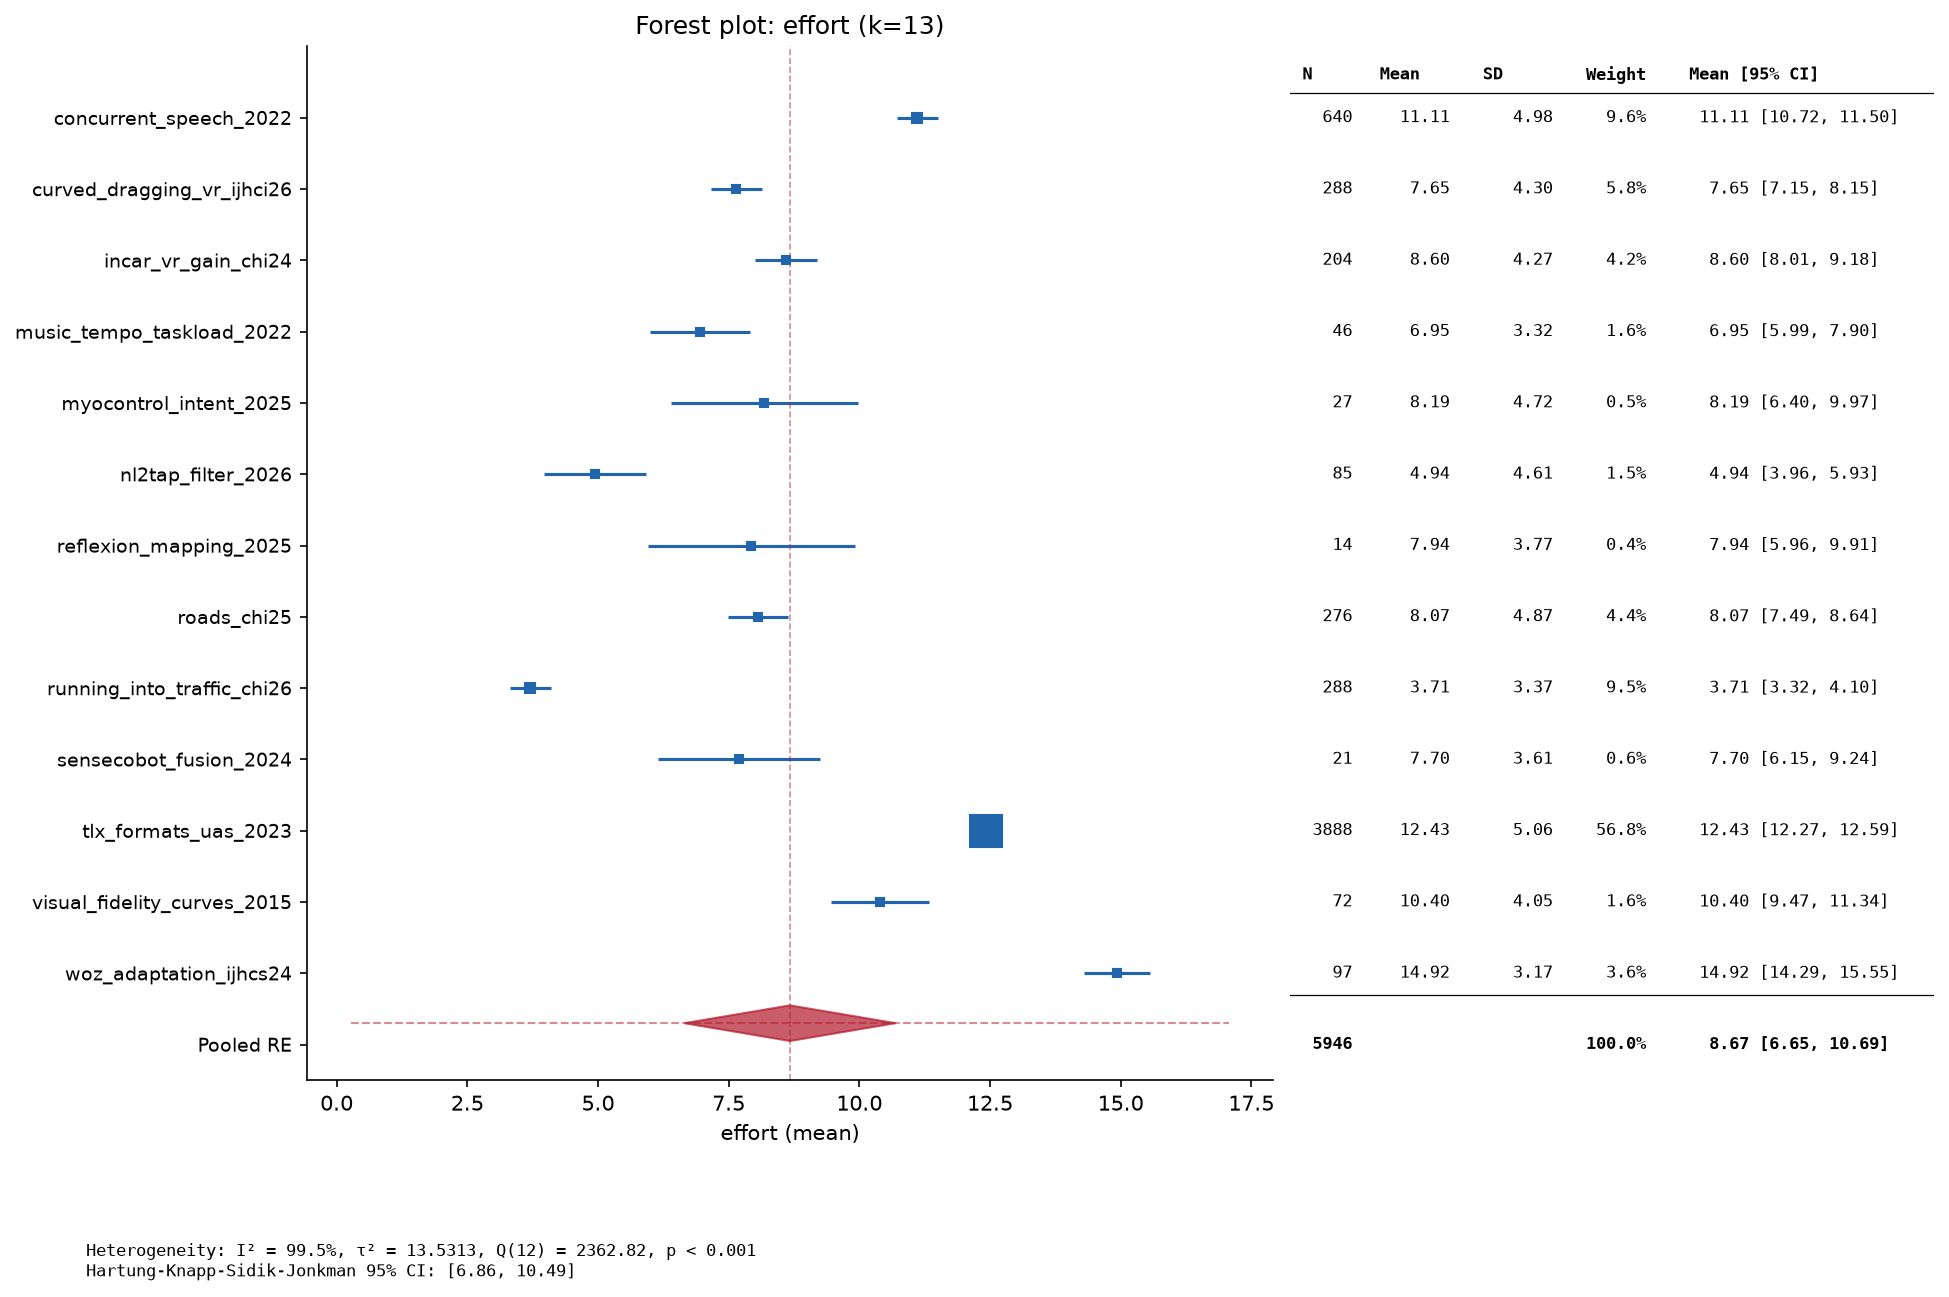 Forest plot: effort (k=13)
N Mean SD Weight Mean [95% CI]
concurrent_speech_2022 640 11.11 4.98 9.6% 11.11 [10.72, 11.50]
curved_dragging_vr_ijhci26 288 7.65 4.30 5.8% 7.65 [7.15, 8.15]
incar_vr_gain_chi24 204 8.60 4.27 4.2% 8.60 [8.01, 9.18]
music_tempo_taskload_2022 46 6.95 3.32 1.6% 6.95 [5.99, 7.90]
myocontrol_intent_2025 27 8.19 4.72 0.5% 8.19 [6.40, 9.97]
nl2tap_filter_2026 85 4.94 4.61 1.5% 4.94 [3.96, 5.93]
reflexion_mapping_2025 14 7.94 3.77 0.4% 7.94 [5.96, 9.91]
roads_chi25 276 8.07 4.87 4.4% 8.07 [7.49, 8.64]
running_into_traffic_chi26 288 3.71 3.37 9.5% 3.71 [3.32, 4.10]
sensecobot_fusion_2024 21 7.70 3.61 0.6% 7.70 [6.15, 9.24]
tlx_formats_uas_2023 3888 12.43 5.06 56.8% 12.43 [12.27, 12.59]
visual_fidelity_curves_2015 72 10.40 4.05 1.6% 10.40 [9.47, 11.34]
woz_adaptation_ijhcs24 97 14.92 3.17 3.6% 14.92 [14.29, 15.55]
Pooled RE 5946 100.0% 8.67 [6.65, 10.69]
0.0 2.5 5.0 7.5 10.0 12.5 15.0 17.5
effort (mean)
Heterogeneity: I² = 99.5%, τ² = 13.5313, Q(12) = 2362.82, p < 0.001
Hartung-Knapp-Sidik-Jonkman 95% CI: [6.86, 10.49]